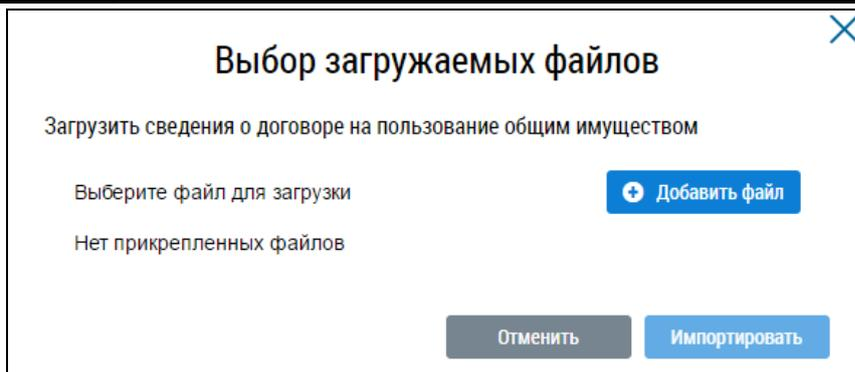 Выбор загружаемых файлов
Загрузить сведения о договоре на пользование общим имуществом
Выберите файл для загрузки
Добавить файл
Нет прикрепленных файлов
Отменить
Импортировать